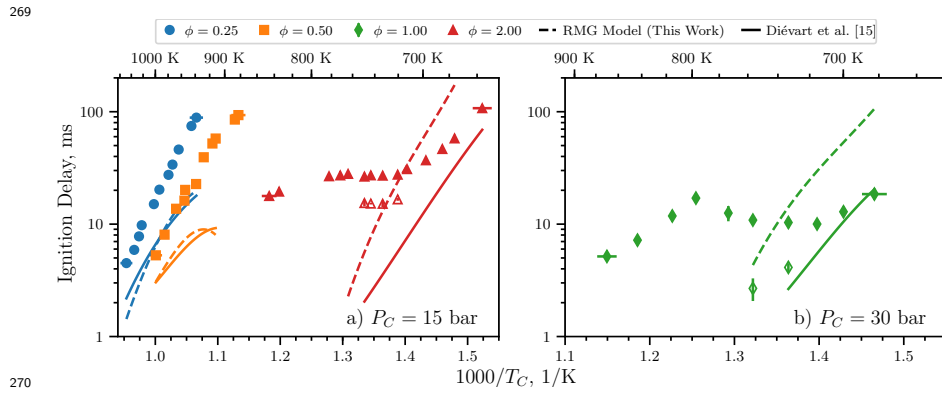 269
ϕ = 0.25 ϕ = 0.50 ϕ = 1.00 ϕ = 2.00 RMG Model (This Work) Diévart et al. [15]
1000 K 900 K 800 K 700 K 900 K 800 K 700 K
100
10
1
Ignition Delay, ms
a) P_C = 15 bar
b) P_C = 30 bar
1.0 1.1 1.2 1.3 1.4 1.5 1.1 1.2 1.3 1.4 1.5
1000/T_C, 1/K
270